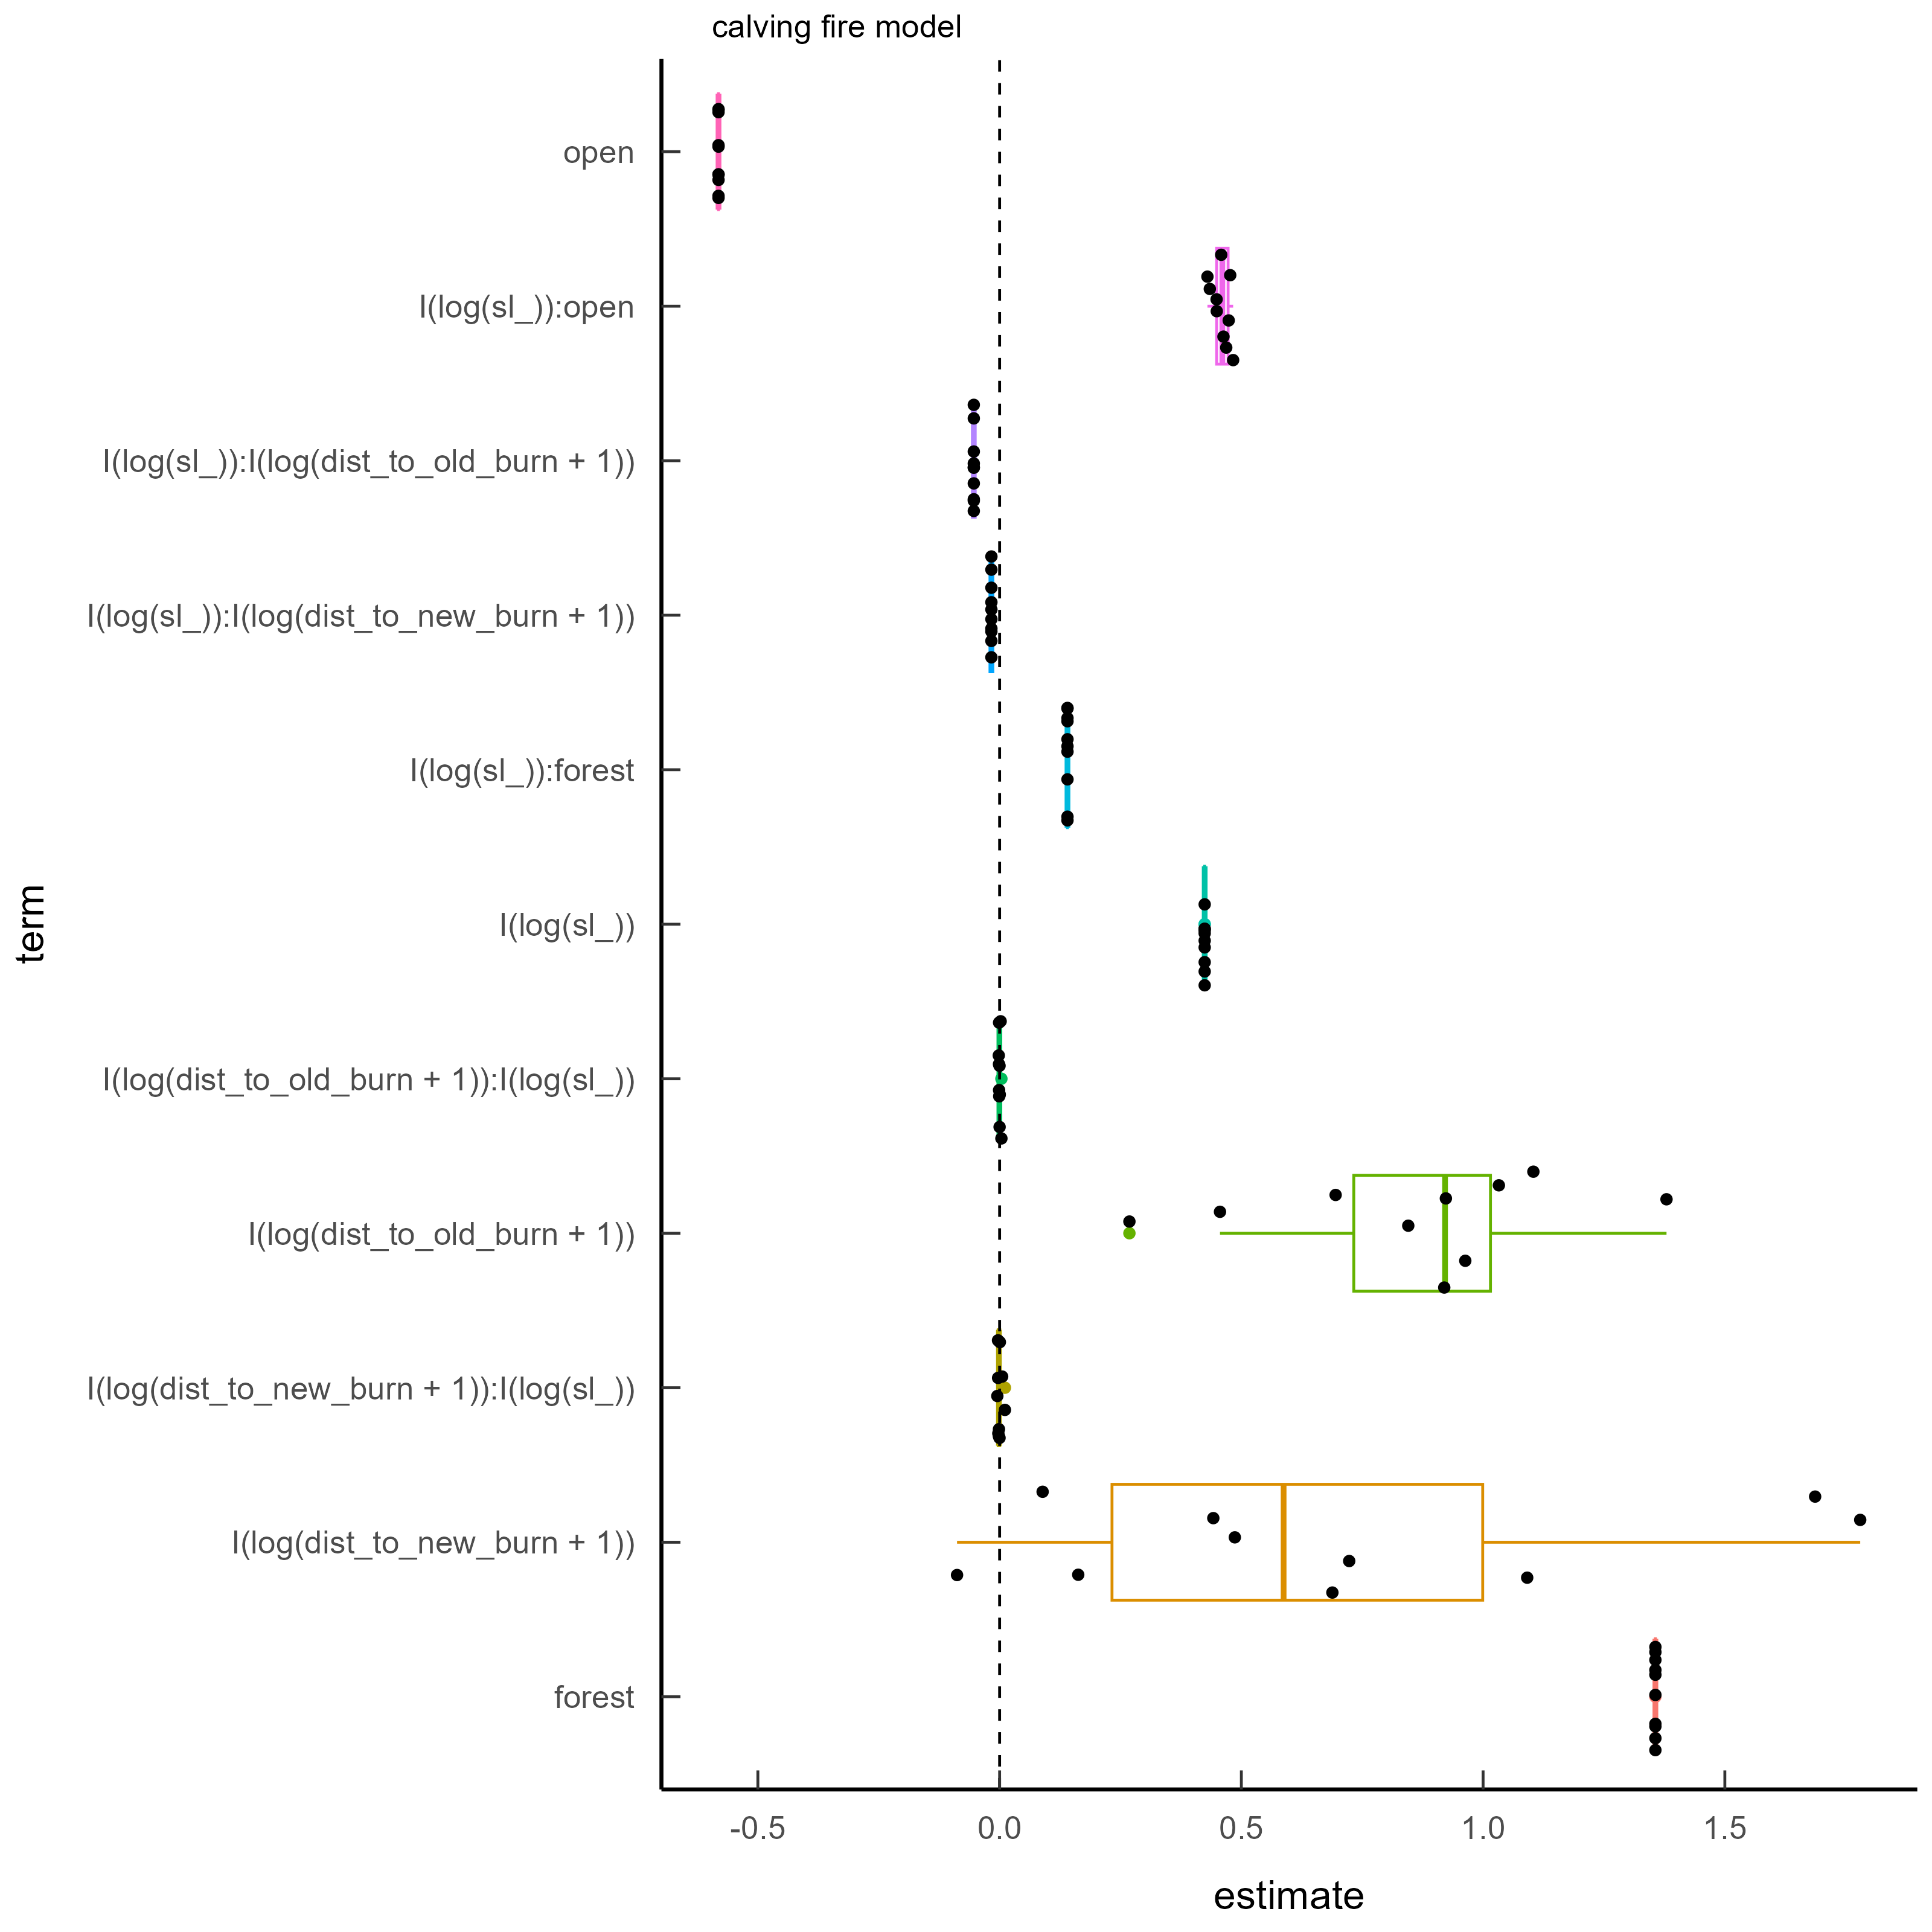 calving fire model
open
I(log(sl_)):open
I(log(sl_)):I(log(dist_to_old_burn + 1))
I(log(sl_)):I(log(dist_to_new_burn + 1))
I(log(sl_)):forest
I(log(sl_))
I(log(dist_to_old_burn + 1)):I(log(sl_))
I(log(dist_to_old_burn + 1))
I(log(dist_to_new_burn + 1)):I(log(sl_))
I(log(dist_to_new_burn + 1))
forest
term
-0.5 0.0 0.5 1.0 1.5
estimate